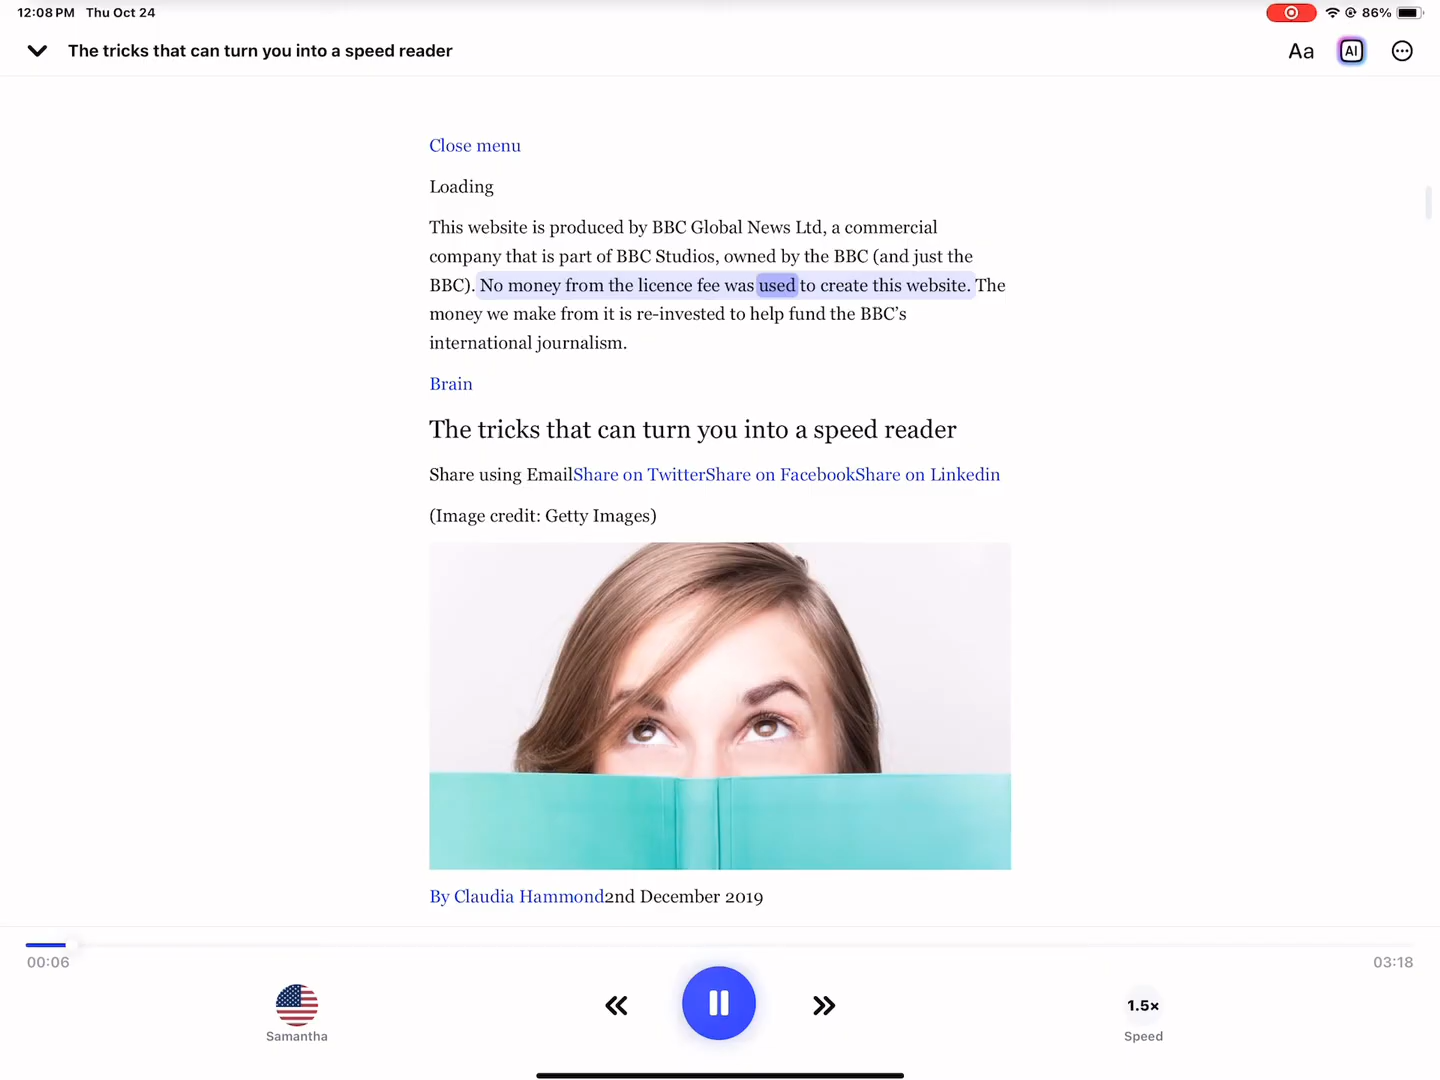 12:08 PM Thu Oct 24
86%
The tricks that can turn you into a speed reader
Aa
AI
Close menu
Loading
This website is produced by BBC Global News Ltd, a commercial
company that is part of BBC Studios, owned by the BBC (and just the
BBC). No money from the licence fee was used to create this website. The
money we make from it is re-invested to help fund the BBC’s
international journalism.
Brain
The tricks that can turn you into a speed reader
Share using EmailShare on TwitterShare on FacebookShare on Linkedin
(Image credit: Getty Images)
By Claudia Hammond2nd December 2019
00:06
03:18
Samantha
1.5×
Speed